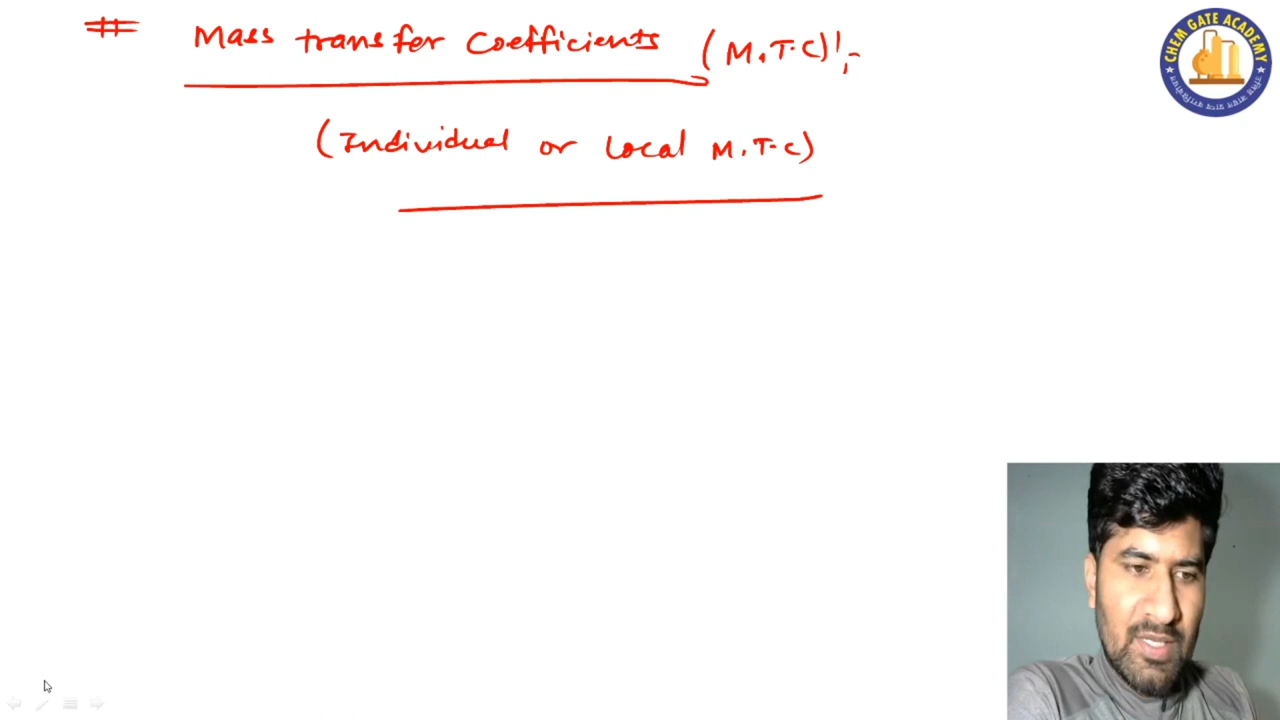 # Mass transfer Coefficients (M.T.C):-
(Individual or Local M.T.C)
CHEM GATE ACADEMY